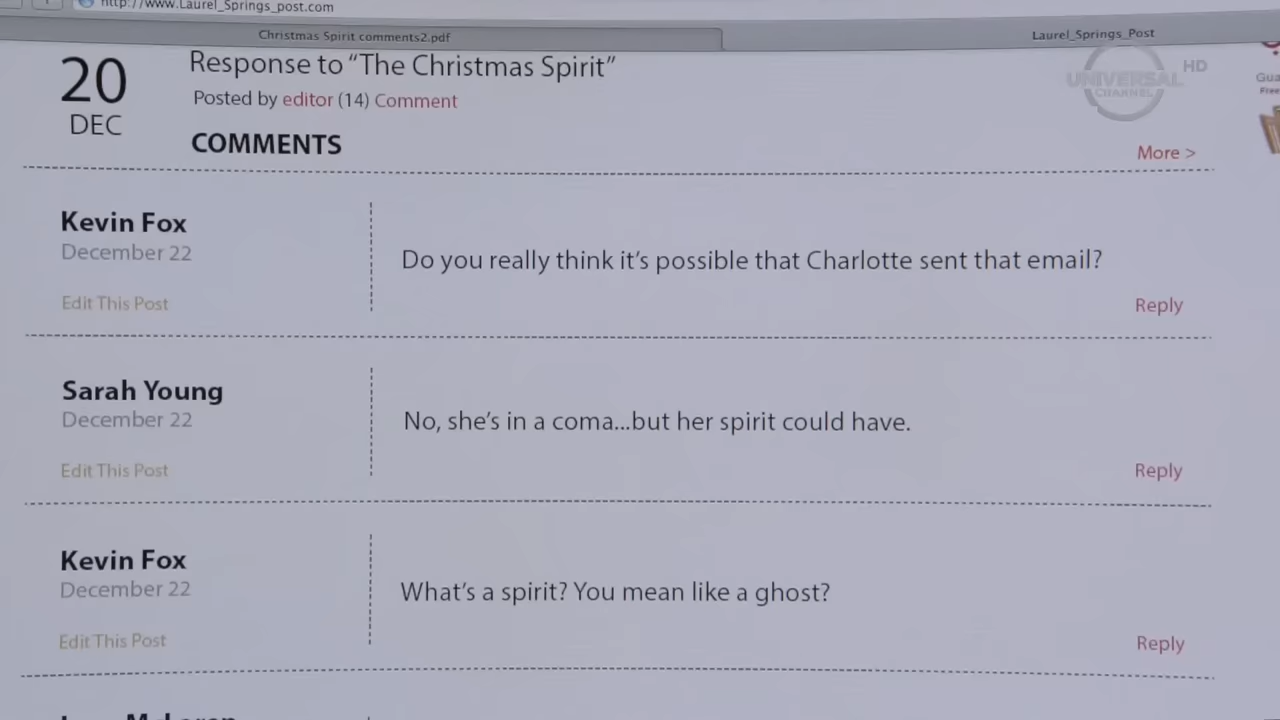 http://www.Laurel_Springs_post.com
Christmas Spirit comments2.pdf
Laurel_Springs_Post
20
DEC
Response to “The Christmas Spirit”
Posted by editor (14) Comment
COMMENTS
More >
UNIVERSAL HD
CHANNEL
Kevin Fox
December 22
Edit This Post
Do you really think it’s possible that Charlotte sent that email?
Reply
Sarah Young
December 22
Edit This Post
No, she’s in a coma...but her spirit could have.
Reply
Kevin Fox
December 22
Edit This Post
What’s a spirit? You mean like a ghost?
Reply